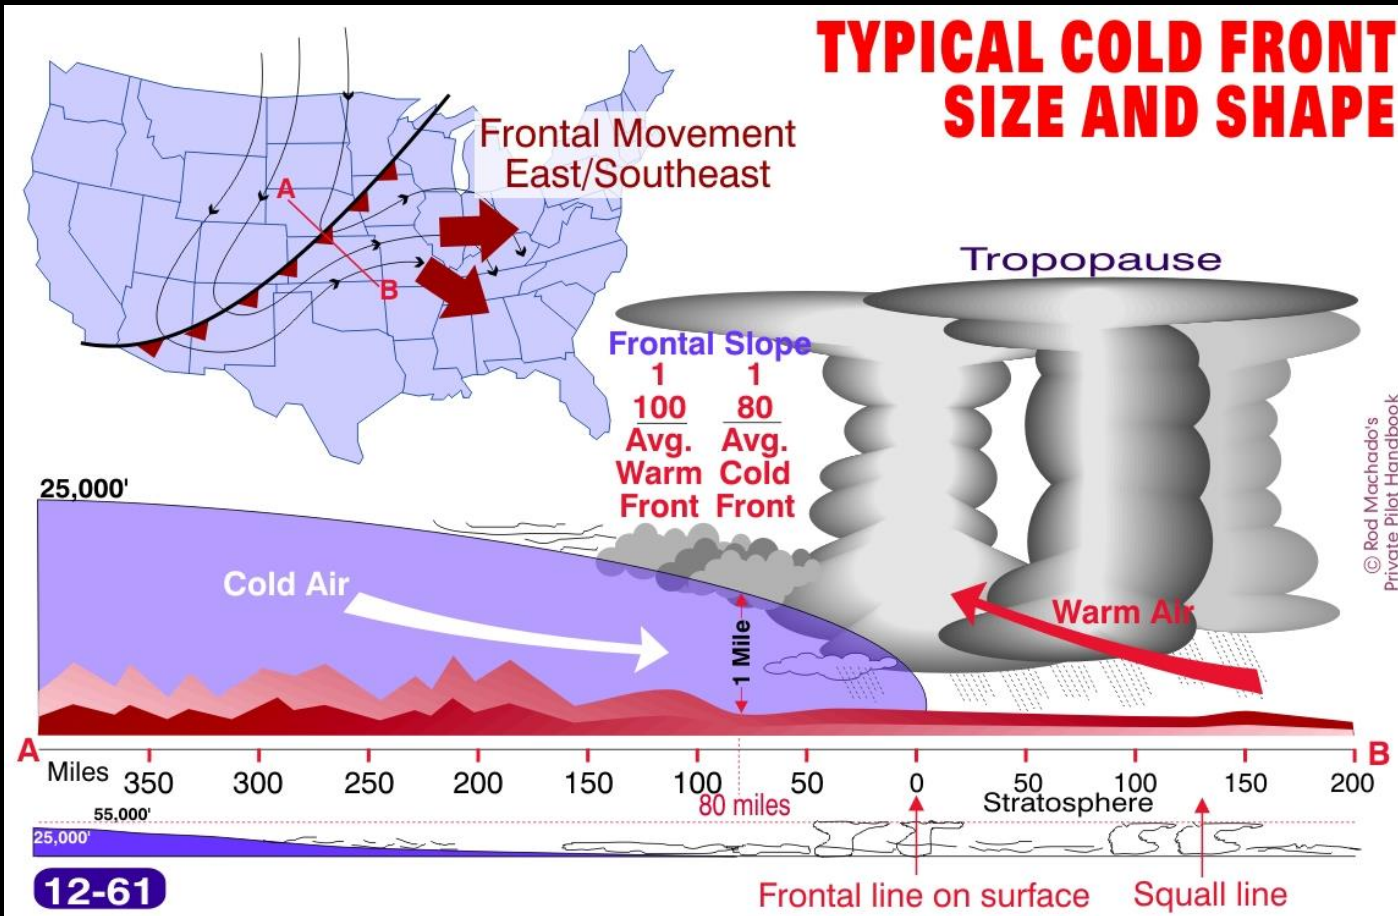 TYPICAL COLD FRONT
SIZE AND SHAPE
Frontal Movement
East/Southeast
A
B
Tropopause
Frontal Slope
1 1
100 80
Avg. Avg.
Warm Cold
Front Front
© Rod Machado's
Private Pilot Handbook
25,000'
Cold Air
1 Mile
Warm Air
A B
Miles 350 300 250 200 150 100 50 0 50 100 150 200
80 miles
Stratosphere
55,000'
25,000'
12-61
Frontal line on surface Squall line